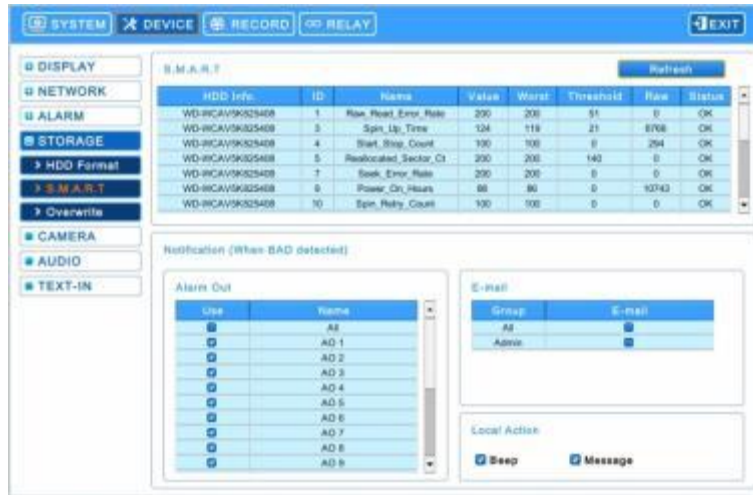 SYSTEM DEVICE RECORD RELAY EXIT
DISPLAY
NETWORK
ALARM
STORAGE
HDD Format
S.M.A.R.T
Overwrite
CAMERA
AUDIO
TEXT-IN
S.M.A.R.T Refresh
HDD Info. ID Name Value Worst Threshold Raw Status
1 Raw_Read_Error_Rate 200 200 51 0 OK
3 Spin_Up_Time 124 119 21 OK
4 Start_Stop_Count 100 100 0 294 OK
5 Reallocated_Sector_Ct 200 200 140 0 OK
7 Seek_Error_Rate 200 200 0 0 OK
9 Power_On_Hours 86 86 0 10743 OK
10 Spin_Retry_Count 100 100 0 0 OK
Notification (When BAD detected)
Alarm Out
Use Name
All
AO 1
AO 2
AO 3
AO 4
AO 5
AO 6
AO 7
AO 8
AO 9
E-mail
Group E-mail
All
Admin
Local Action
Beep Message